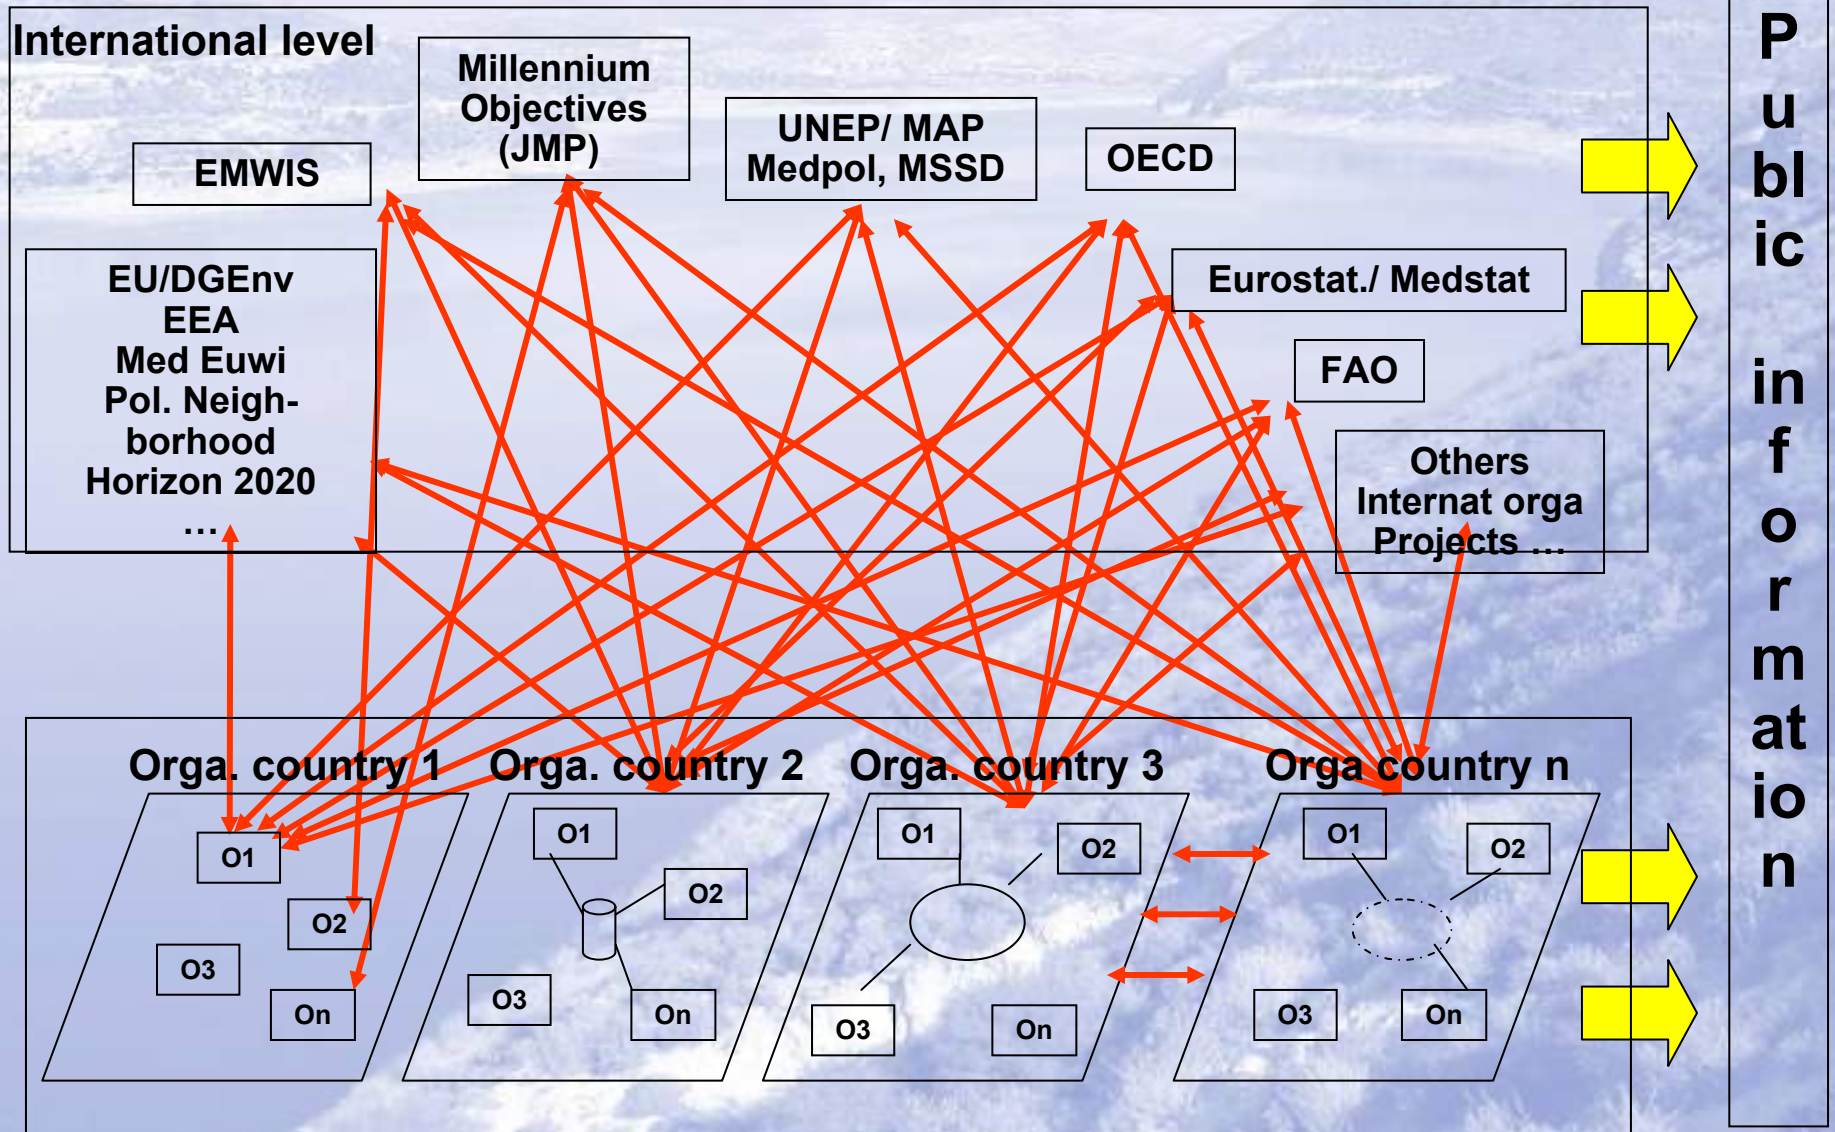 International level
Millennium
Objectives
(JMP)
UNEP/ MAP
Medpol, MSSD
OECD
EMWIS
EU/DGEnv
EEA
Med Euwi
Pol. Neigh-
borhood
Horizon 2020
...
Eurostat./ Medstat
FAO
Others
Internat orga
Projects ...
Orga. country 1
O1
O2
O3
On
Orga. country 2
O1
O2
O3
On
Orga. country 3
O1
O2
O3
On
Orga country n
O1
O2
O3
On
P
u
bl
ic
in
f
o
r
m
at
io
n